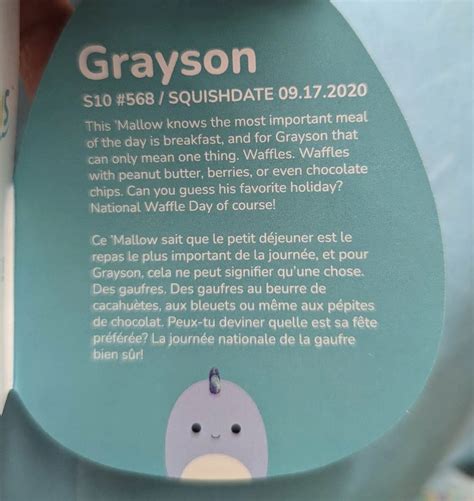 Grayson
S10 #568 / SQUISHDATE 09.17.2020
This 'Mallow knows the most important meal
of the day is breakfast, and for Grayson that
can only mean one thing. Waffles. Waffles
with peanut butter, berries, or even chocolate
chips. Can you guess his favorite holiday?
National Waffle Day of course!
Ce 'Mallow sait que le petit déjeuner est le
repas le plus important de la journée, et pour
Grayson, cela ne peut signifier qu'une chose.
Des gaufres. Des gaufres au beurre de
cacahuètes, aux bleuets ou même aux pépites
de chocolat. Peux-tu deviner quelle est sa fête
préférée? La journée nationale de la gaufre
bien sûr!